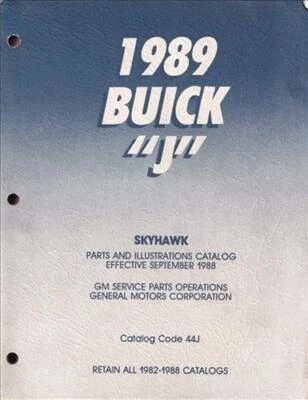 1989
BUICK
"J"
SKYHAWK
PARTS AND ILLUSTRATIONS CATALOG
EFFECTIVE SEPTEMBER 1988
GM SERVICE PARTS OPERATIONS
GENERAL MOTORS CORPORATION
Catalog Code 44J
RETAIN ALL 1982-1988 CATALOGS